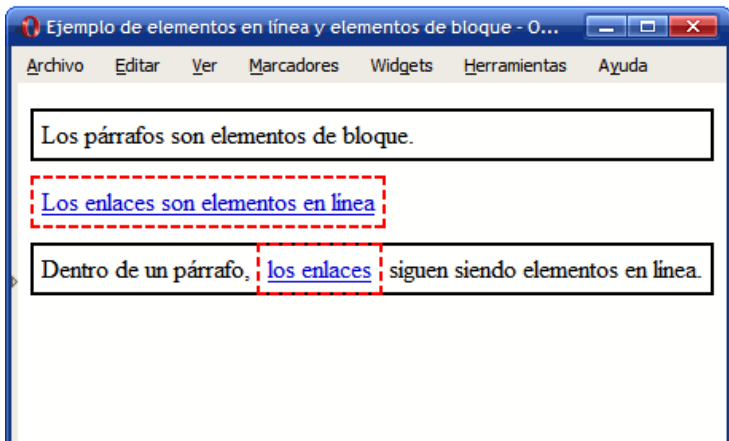 Ejemplo de elementos en línea y elementos de bloque - O...
Archivo Editar Ver Marcadores Widgets Herramientas Ayuda
Los párrafos son elementos de bloque.
Los enlaces son elementos en línea
Dentro de un párrafo, los enlaces siguen siendo elementos en línea.